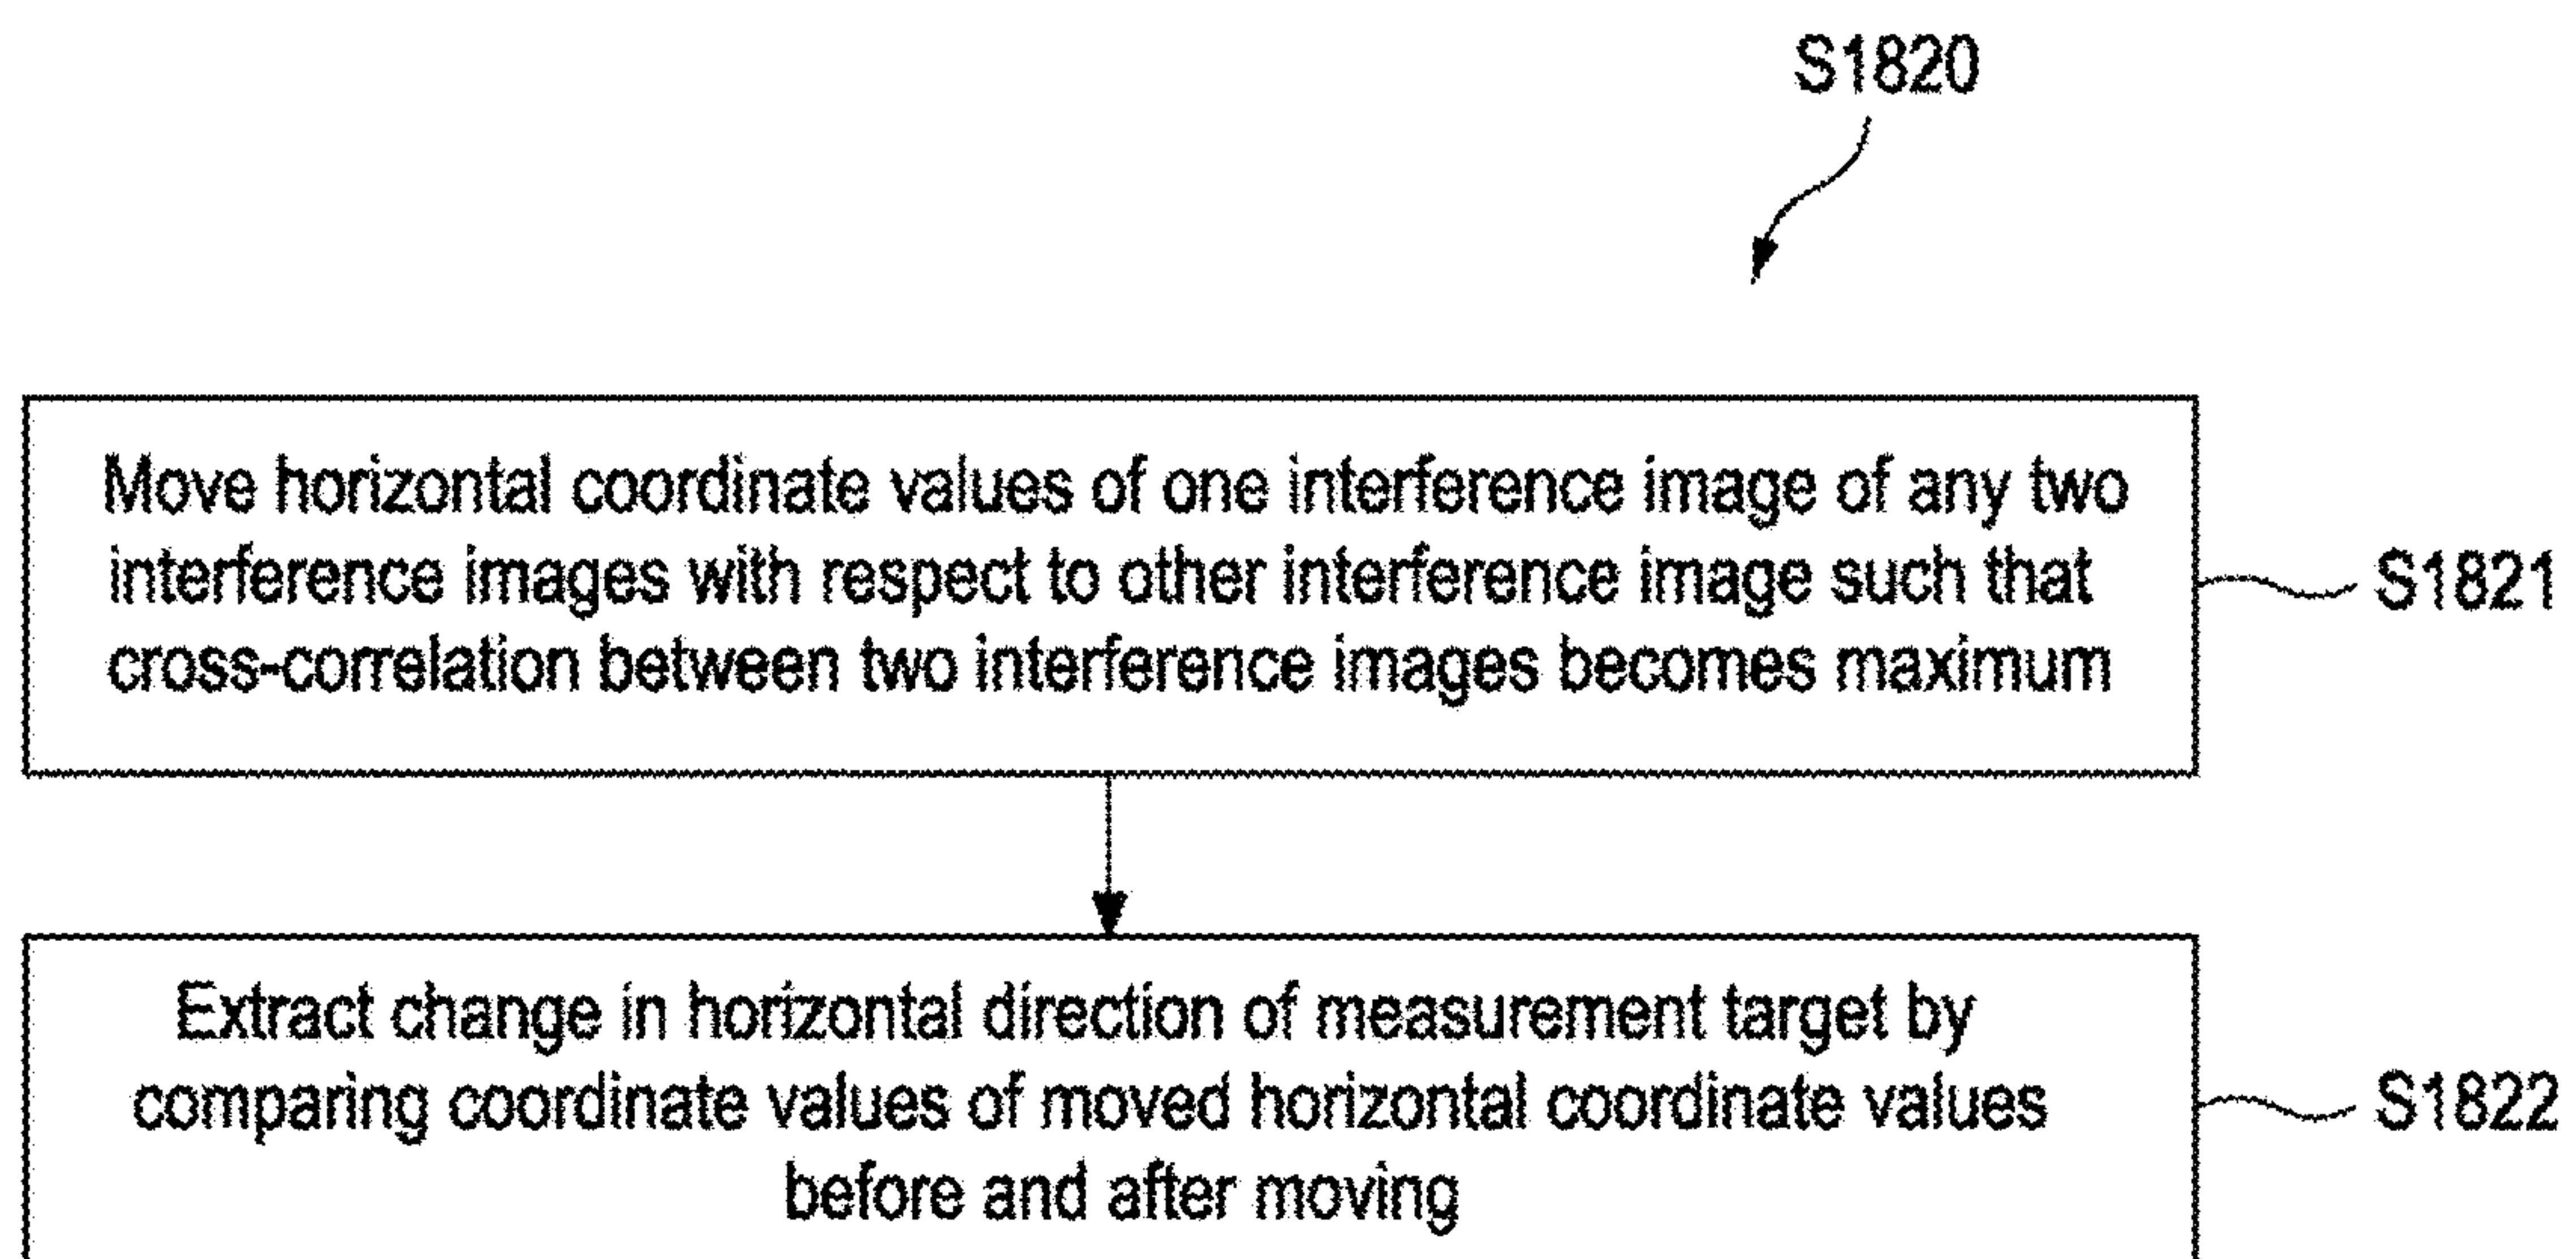 S1820
Move horizontal coordinate values of one interference image of any two
interference images with respect to other interference image such that
cross-correlation between two interference images becomes maximum
S1821
Extract change in horizontal direction of measurement target by
comparing coordinate values of moved horizontal coordinate values
before and after moving
S1822